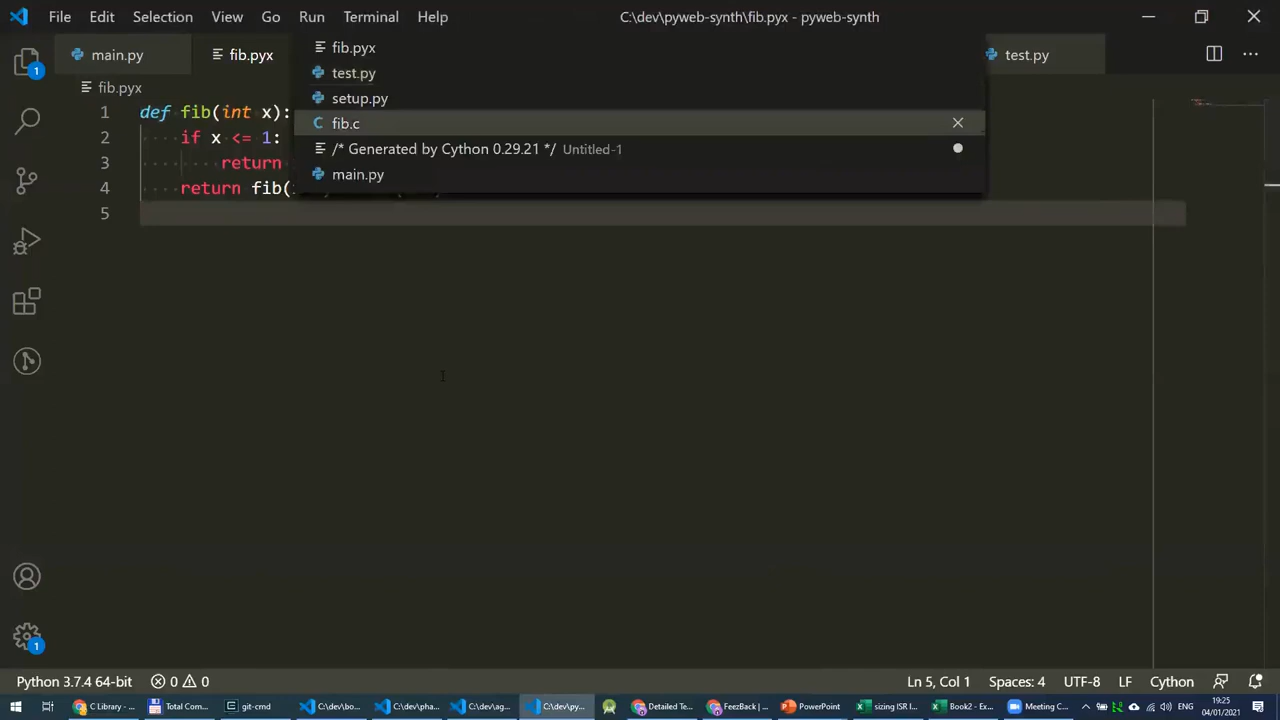 File Edit Selection View Go Run Terminal Help C:\dev\pyweb-synth\fib.pyx - pyweb-synth
main.py fib.pyx test.py
fib.pyx
test.py
setup.py
fib.c
/* Generated by Cython 0.29.21 */ Untitled-1
main.py
fib.pyx
1 def fib(int x):
2 if x <= 1:
3 return
4 return fib(
5
1
1
Python 3.7.4 64-bit 0 0 Ln 5, Col 1 Spaces: 4 UTF-8 LF Cython
C Library - ... Total Com... git-cmd C:\dev\bo... C:\dev\pha... C:\dev\ag... C:\dev\py... Detailed Te... FeezBack | ... PowerPoint sizing ISR I... Book2 - Ex... Meeting C... ENG 19:25 04/01/2021